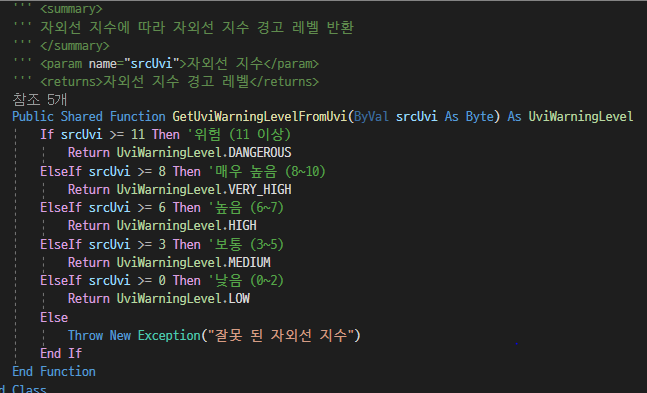 ''' <summary>
''' 자외선 지수에 따라 자외선 지수 경고 레벨 반환
''' </summary>
''' <param name="srcUvi">자외선 지수</param>
''' <returns>자외선 지수 경고 레벨</returns>
참조 5개
Public Shared Function GetUviWarningLevelFromUvi(ByVal srcUvi As Byte) As UviWarningLevel
    If srcUvi >= 11 Then '위험 (11 이상)
        Return UviWarningLevel.DANGEROUS
    ElseIf srcUvi >= 8 Then '매우 높음 (8~10)
        Return UviWarningLevel.VERY_HIGH
    ElseIf srcUvi >= 6 Then '높음 (6~7)
        Return UviWarningLevel.HIGH
    ElseIf srcUvi >= 3 Then '보통 (3~5)
        Return UviWarningLevel.MEDIUM
    ElseIf srcUvi >= 0 Then '낮음 (0~2)
        Return UviWarningLevel.LOW
    Else
        Throw New Exception("잘못 된 자외선 지수")
    End If
End Function
d Class